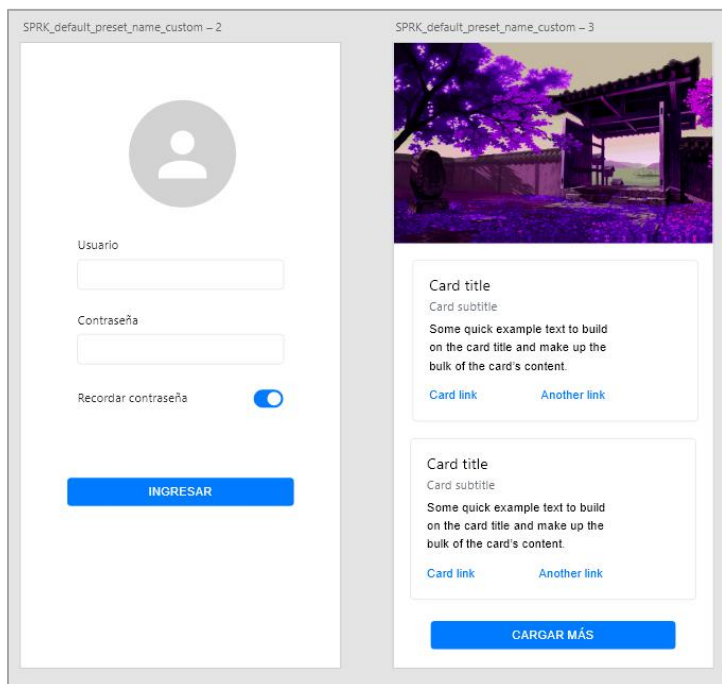 SPRK_default_preset_name_custom – 2
Usuario
Contraseña
Recordar contraseña
INGRESAR
SPRK_default_preset_name_custom – 3
Card title
Card subtitle
Some quick example text to build
on the card title and make up the
bulk of the card's content.
Card link Another link
Card title
Card subtitle
Some quick example text to build
on the card title and make up the
bulk of the card's content.
Card link Another link
CARGAR MÁS